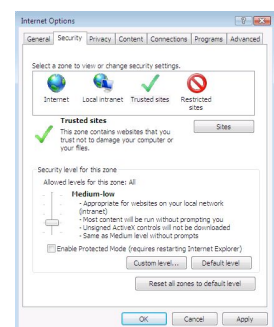 Internet Options
General Security Privacy Content Connections Programs Advanced
Select a zone to view or change security settings.
Internet Local intranet Trusted sites Restricted
sites
Trusted sites
Sites
This zone contains websites that you
trust not to damage your computer or
your files.
Security level for this zone
Allowed levels for this zone: All
Medium-low
- Appropriate for websites on your local network
(intranet)
- Most content will be run without prompting you
- Unsigned ActiveX controls will not be downloaded
- Same as Medium level without prompts
Enable Protected Mode (requires restarting Internet Explorer)
Custom level... Default level
Reset all zones to default level
OK Cancel Apply